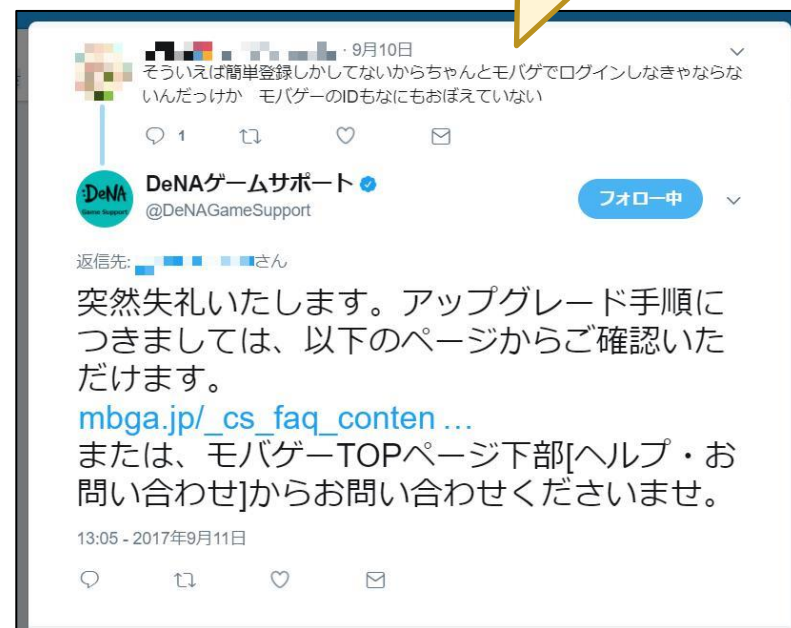 · 9月10日
そういえば簡単登録しかしてないからちゃんとモバゲでログインしなきゃならな
いんだっけか　モバゲーのIDもなにもおぼえていない
1
:DeNA
Game Support
DeNAゲームサポート
@DeNAGameSupport
フォロー中
返信先:
さん
突然失礼いたします。アップグレード手順に
つきましては、以下のページからご確認いた
だけます。
mbga.jp/_cs_faq_conten…
または、モバゲーTOPページ下部[ヘルプ・お
問い合わせ]からお問い合わせくださいませ。
13:05 - 2017年9月11日